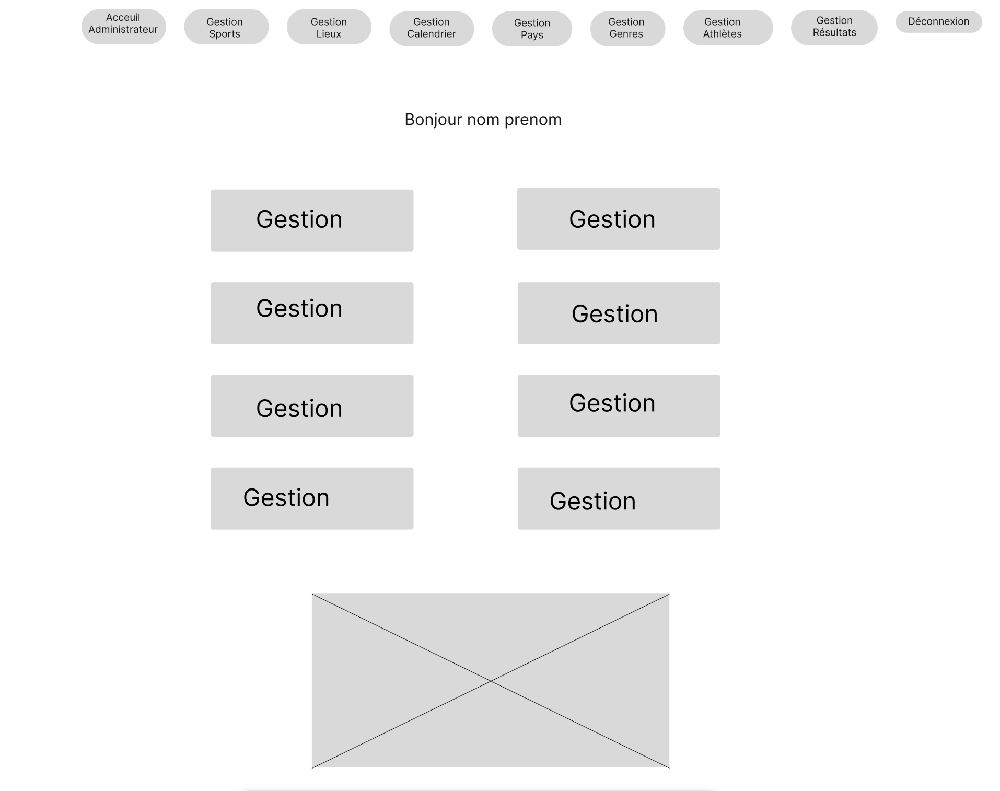 Acceuil
Administrateur
Gestion
Sports
Gestion
Lieux
Gestion
Calendrier
Gestion
Pays
Gestion
Genres
Gestion
Athlètes
Gestion
Résultats
Déconnexion
Bonjour nom prenom
Gestion
Gestion
Gestion
Gestion
Gestion
Gestion
Gestion
Gestion